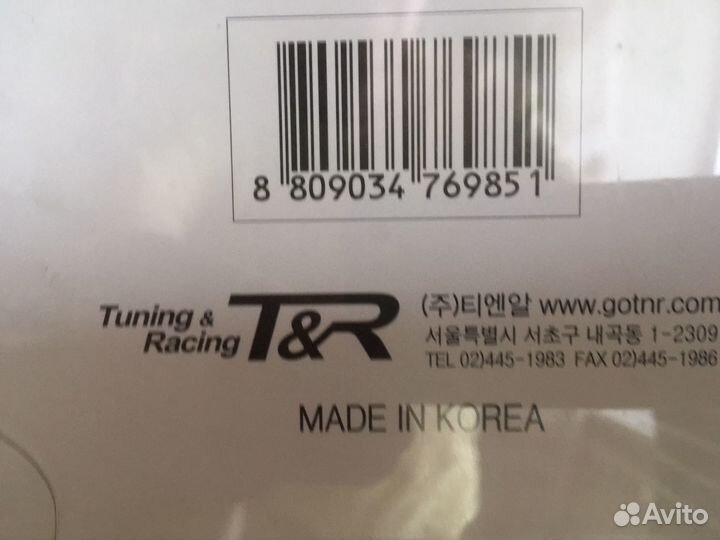 8 809034 769851
Tuning &
Racing
T&R
(주)티엔알 www.gotnr.com
서울특별시 서초구 내곡동 1-2309
TEL 02)445-1983 FAX 02)445-1986
MADE IN KOREA
Avito